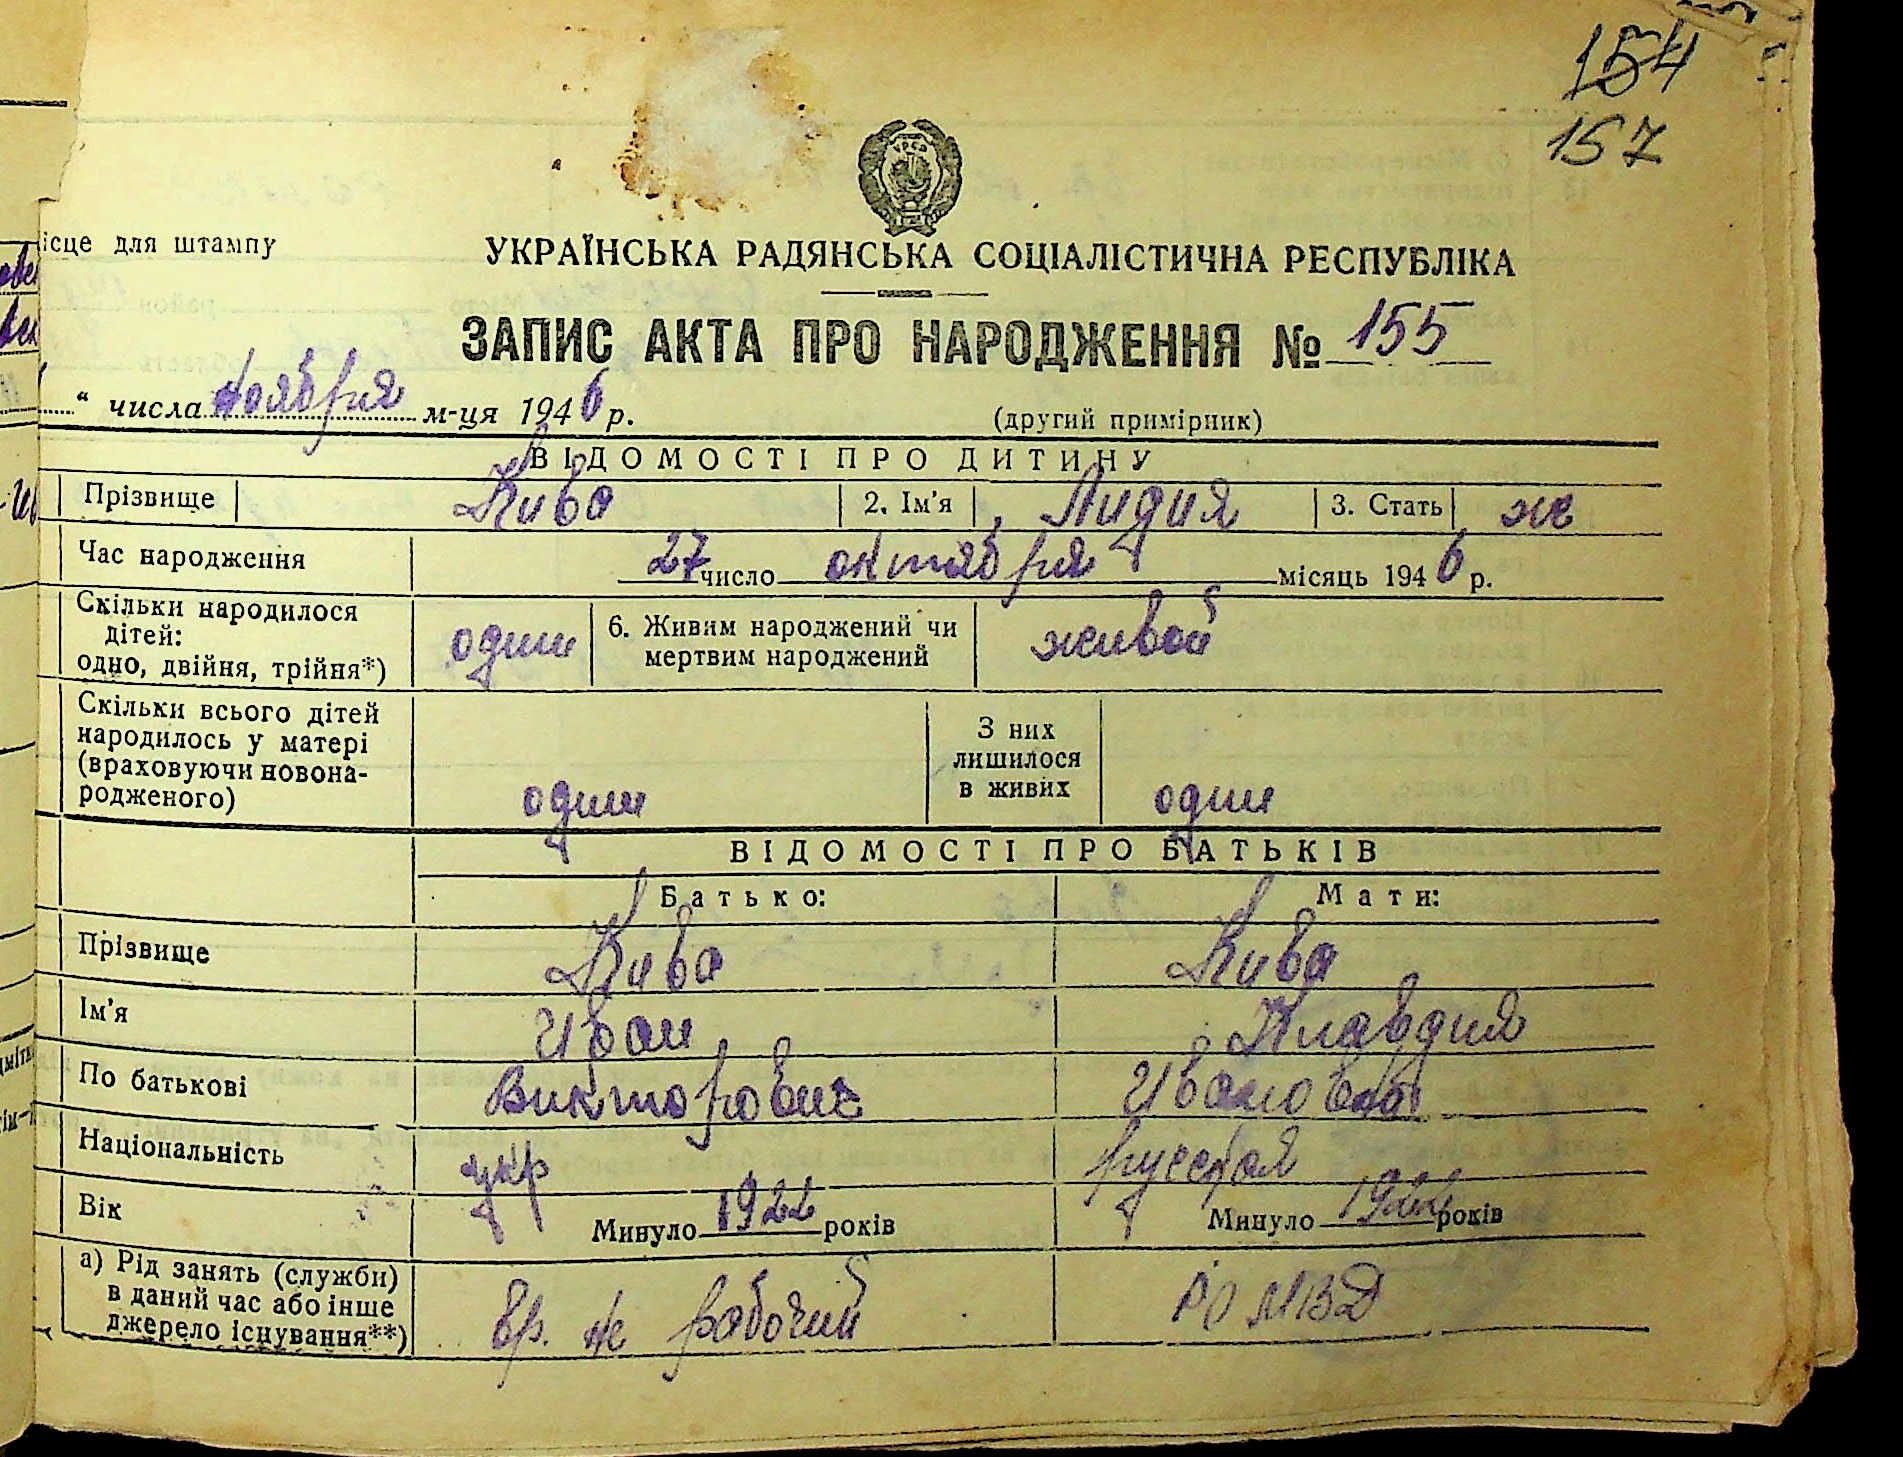 154
157
ісце для штампу
УКРАЇНСЬКА РАДЯНСЬКА СОЦІАЛІСТИЧНА РЕСПУБЛІКА
ЗАПИС АКТА ПРО НАРОДЖЕННЯ № 155
“ числа ноября м-ця 1946 р.
(другий примірник)
ВІДОМОСТІ ПРО ДИТИНУ
Прізвище Кива 2. Ім'я Лидия 3. Стать ж
Час народження 27 число октября місяць 1946 р.
Скільки народилося
дітей:
одно, двійня, трійня*)
один
6. Живим народжений чи
мертвим народжений
живой
Скільки всього дітей
народилось у матері
(враховуючи новона-
родженого)
один
З них
лишилося
в живих
один
ВІДОМОСТІ ПРО БАТЬКІВ
Батько: Мати:
Прізвище Кива Кива
Ім'я Иван Клавдия
По батькові Викторович Ивановна
Національність укр русская
Вік Минуло 1922 років Минуло 1922 років
а) Рід занять (служби)
в даний час або інше
джерело існування**)
вр. не рабочий
РО МВД